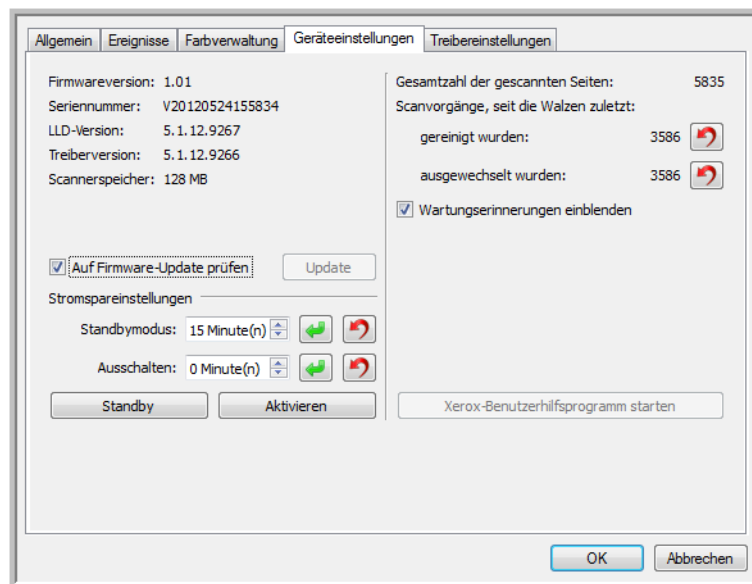 Allgemein Ereignisse Farbverwaltung Geräteeinstellungen Treibereinstellungen
Firmwareversion: 1.01
Seriennummer: V20120524155834
LLD-Version: 5.1.12.9267
Treiberversion: 5.1.12.9266
Scannerspeicher: 128 MB
Auf Firmware-Update prüfen Update
Stromspareinstellungen
Standbymodus: 15 Minute(n)
Ausschalten: 0 Minute(n)
Standby Aktivieren
Gesamtzahl der gescannten Seiten: 5835
Scanvorgänge, seit die Walzen zuletzt:
gereinigt wurden: 3586
ausgewechselt wurden: 3586
Wartungserinnerungen einblenden
Xerox-Benutzerhilfsprogramm starten
OK Abbrechen